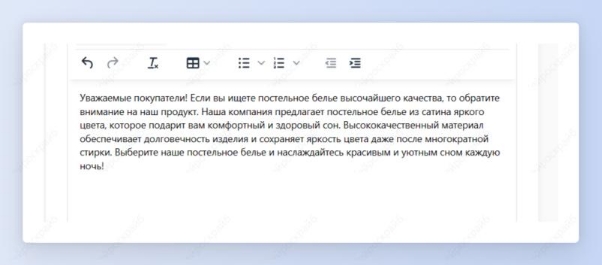 Уважаемые покупатели! Если вы ищете постельное белье высочайшего качества, то обратите
внимание на наш продукт. Наша компания предлагает постельное белье из сатина яркого
цвета, которое подарит вам комфортный и здоровый сон. Высококачественный материал
обеспечивает долговечность изделия и сохраняет яркость цвета даже после многократной
стирки. Выберите наше постельное белье и наслаждайтесь красивым и уютным сном каждую
ночь!